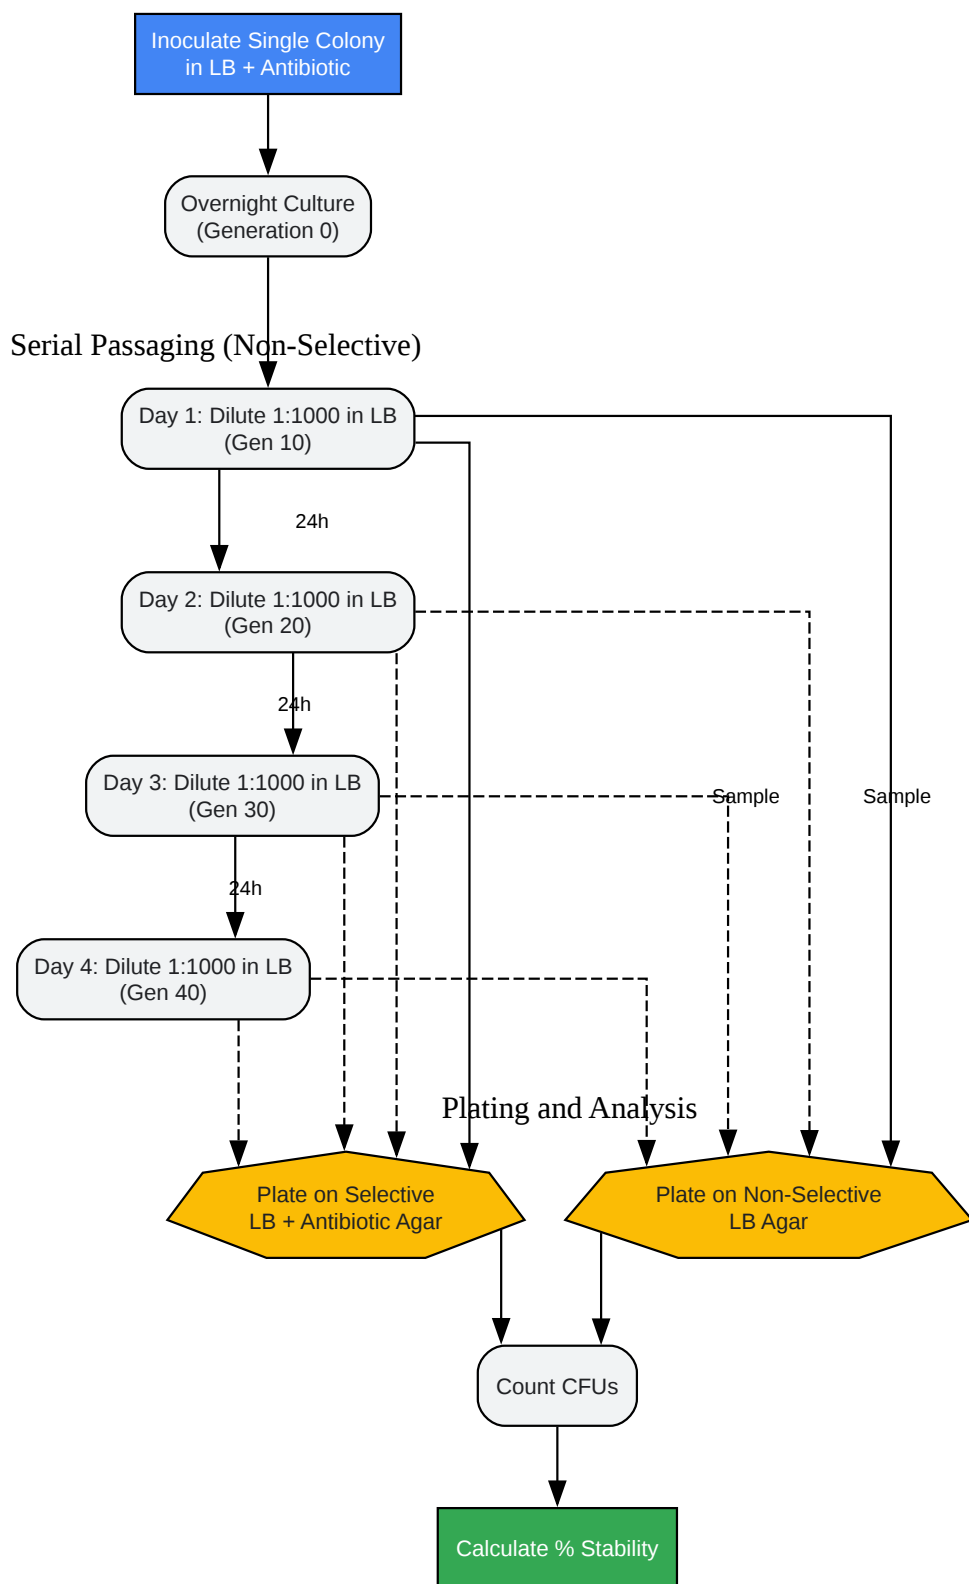 Inoculate Single Colony
in LB + Antibiotic
Overnight Culture
(Generation 0)
Serial Passaging (Non-Selective)
Day 1: Dilute 1:1000 in LB
(Gen 10)
24h
Day 2: Dilute 1:1000 in LB
(Gen 20)
24h
Day 3: Dilute 1:1000 in LB
(Gen 30)
Sample
Sample
24h
Day 4: Dilute 1:1000 in LB
(Gen 40)
Plating and Analysis
Plate on Selective
LB + Antibiotic Agar
Plate on Non-Selective
LB Agar
Count CFUs
Calculate % Stability